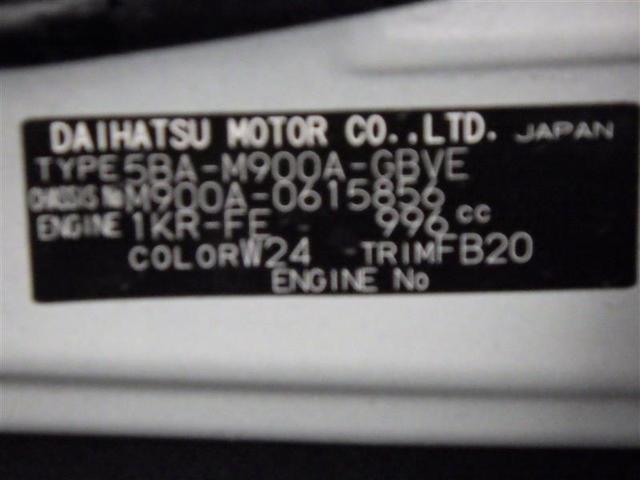 DAIHATSU MOTOR CO.,LTD. JAPAN
TYPE 5BA-M900A-GBVE
CHASSIS No M900A-0615856
ENGINE 1KR-FE - 996 cc
COLOR W24 -TRIM FB20
ENGINE No